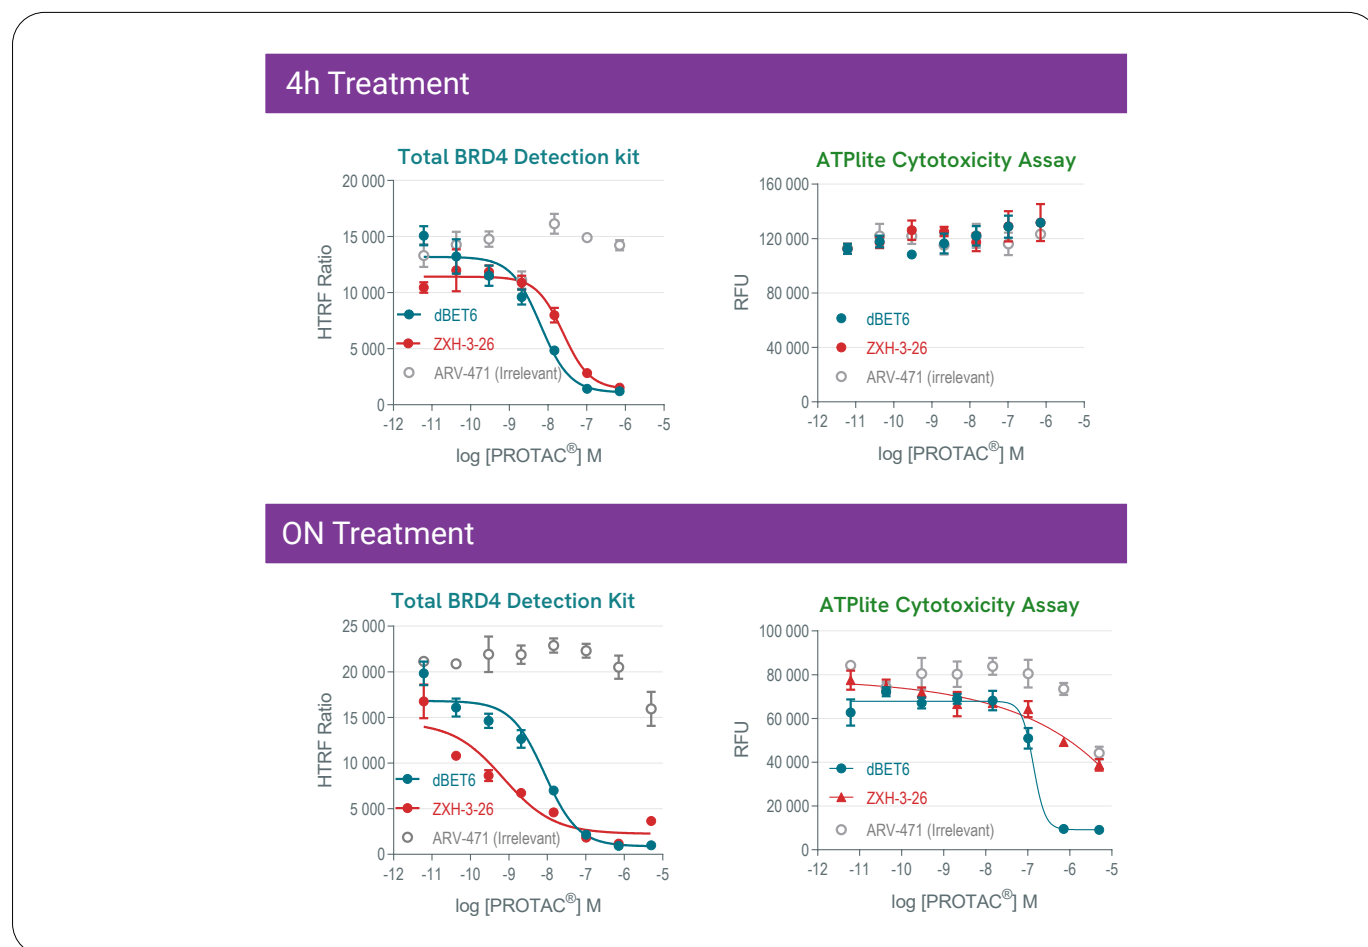 4h Treatment
Total BRD4 Detection kit
HTRF Ratio
20 000
15 000
10 000
5 000
0
dBET6
ZXH-3-26
ARV-471 (Irrelevant)
-12 -11 -10 -9 -8 -7 -6 -5
log [PROTAC®] M
ATPlite Cytotoxicity Assay
RFU
160 000
120 000
80 000
40 000
0
dBET6
ZXH-3-26
ARV-471 (irrelevant)
-12 -11 -10 -9 -8 -7 -6 -5
log [PROTAC®] M
ON Treatment
Total BRD4 Detection Kit
HTRF Ratio
25 000
20 000
15 000
10 000
5 000
0
dBET6
ZXH-3-26
ARV-471 (Irrelevant)
-12 -11 -10 -9 -8 -7 -6 -5
log [PROTAC®] M
ATPlite Cytotoxicity Assay
RFU
100 000
80 000
60 000
40 000
20 000
0
dBET6
ZXH-3-26
ARV-471 (Irrelevant)
-12 -11 -10 -9 -8 -7 -6 -5
log [PROTAC®] M